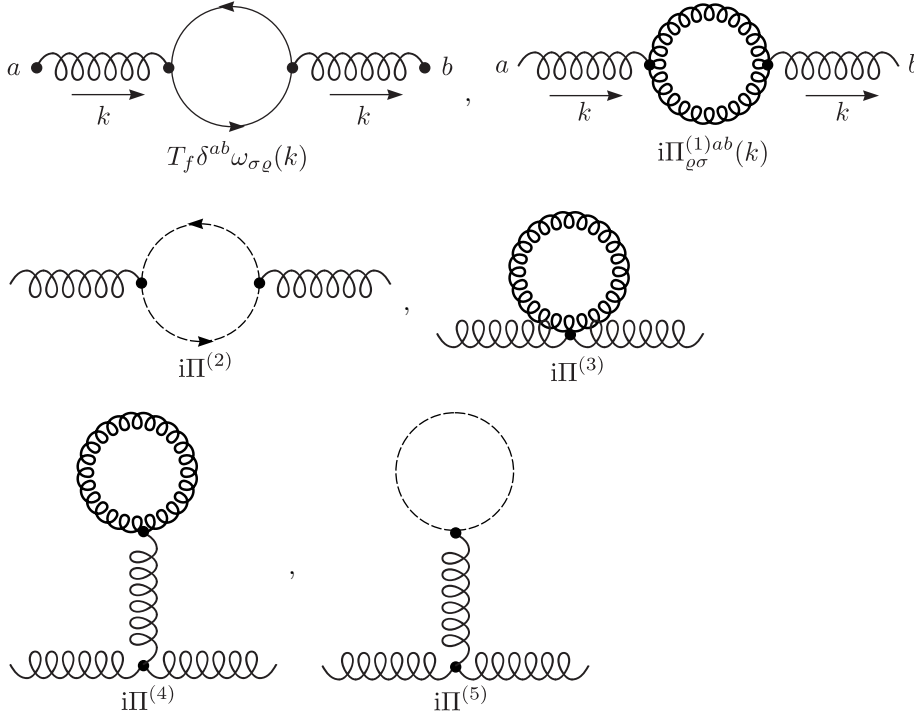 a k k b , a k k b
T_f δ^{ab} ω_{σϱ}(k) iΠ^{(1)ab}_{ϱσ}(k)
,
iΠ^{(2)} iΠ^{(3)}
,
iΠ^{(4)} iΠ^{(5)}